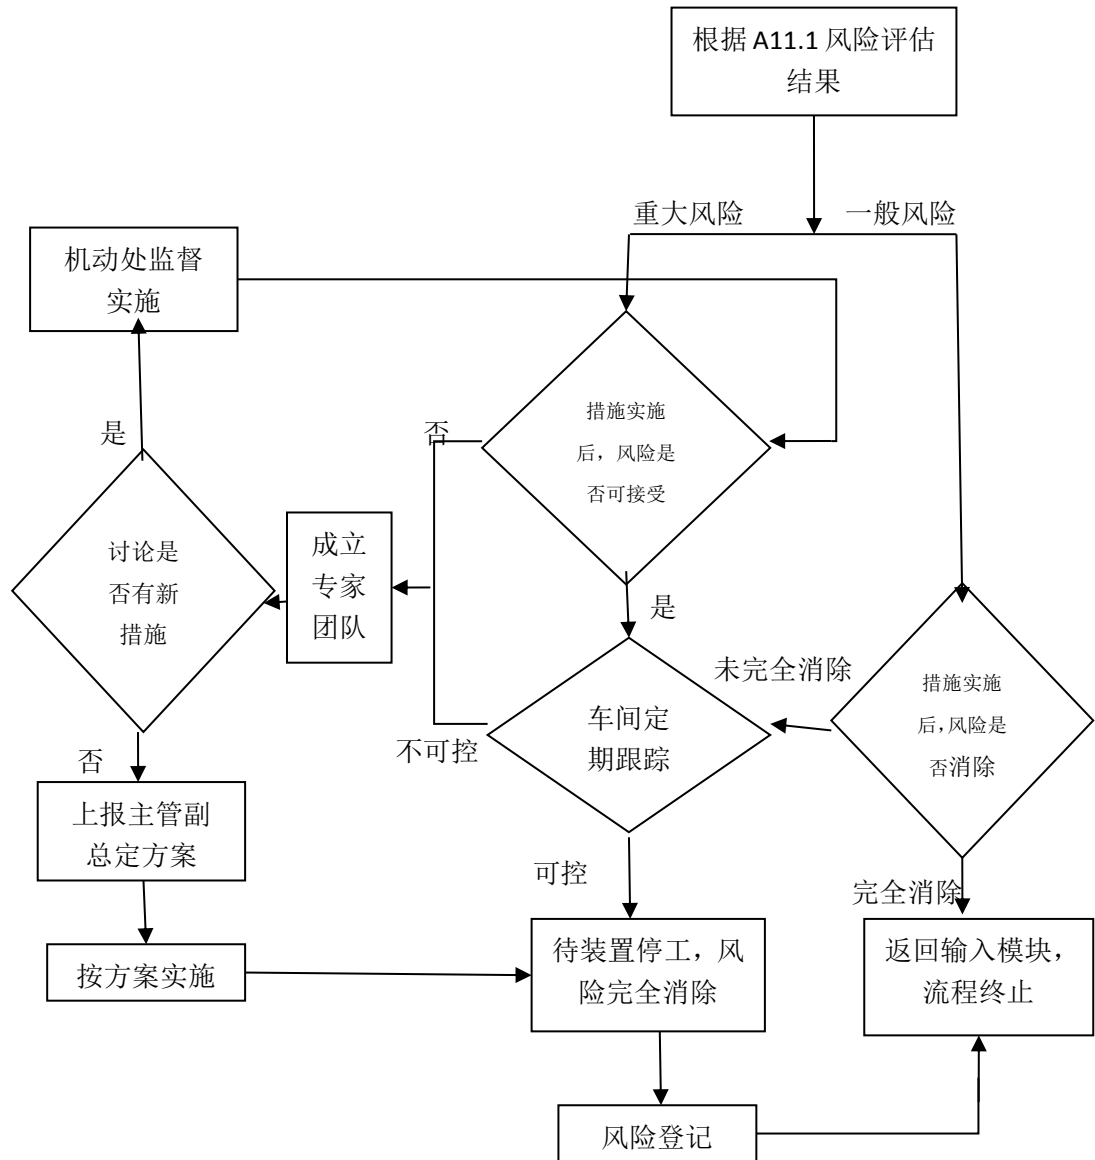 根据 A11.1 风险评估
结果
重大风险
一般风险
机动处监督
实施
措施实施
后，风险是
否可接受
是
否
讨论是
否有新
措施
成立
专家
团队
是
未完全消除
措施实施
后,风险是
否消除
车间定
期跟踪
不可控
否
上报主管副
总定方案
可控
完全消除
按方案实施
待装置停工，风
险完全消除
返回输入模块，
流程终止
风险登记